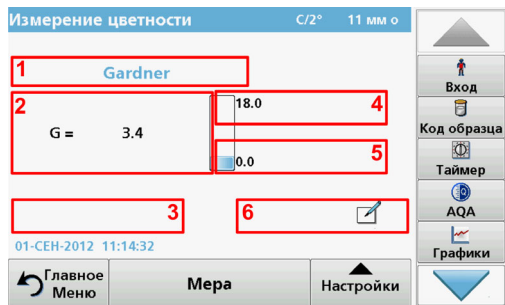 Измерение цветности C/2° 11 мм o
1 Gardner
2
G = 3.4
18.0 4
0.0 5
3
6
01-СЕН-2012 11:14:32
Главное Меню
Мера
Настройки
Вход
Код образца
Таймер
AQA
Графики